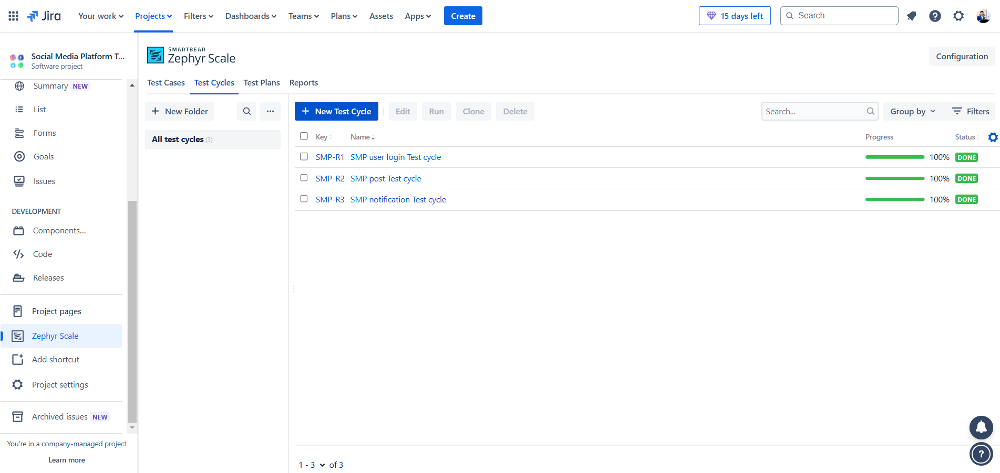 Jira Your work Projects Filters Dashboards Teams Plans Assets Apps Create 15 days left Search
Social Media Platform T...
Software project
Summary NEW
List
Forms
Goals
Issues
DEVELOPMENT
Components...
Code
Releases
Project pages
Zephyr Scale
Add shortcut
Project settings
Archived issues NEW
You're in a company-managed project
Learn more
SMARTBEAR
Zephyr Scale
Configuration
Test Cases Test Cycles Test Plans Reports
+ New Folder ...
All test cycles (3)
+ New Test Cycle Edit Run Clone Delete Search... Group by Filters
Key Name Progress Status
SMP-R1 SMP user login Test cycle 100% DONE
SMP-R2 SMP post Test cycle 100% DONE
SMP-R3 SMP notification Test cycle 100% DONE
1 - 3 of 3